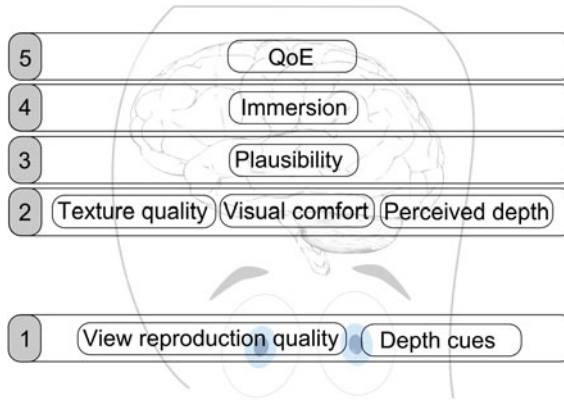 5 QoE
4 Immersion
3 Plausibility
2 Texture quality Visual comfort Perceived depth
1 View reproduction quality Depth cues